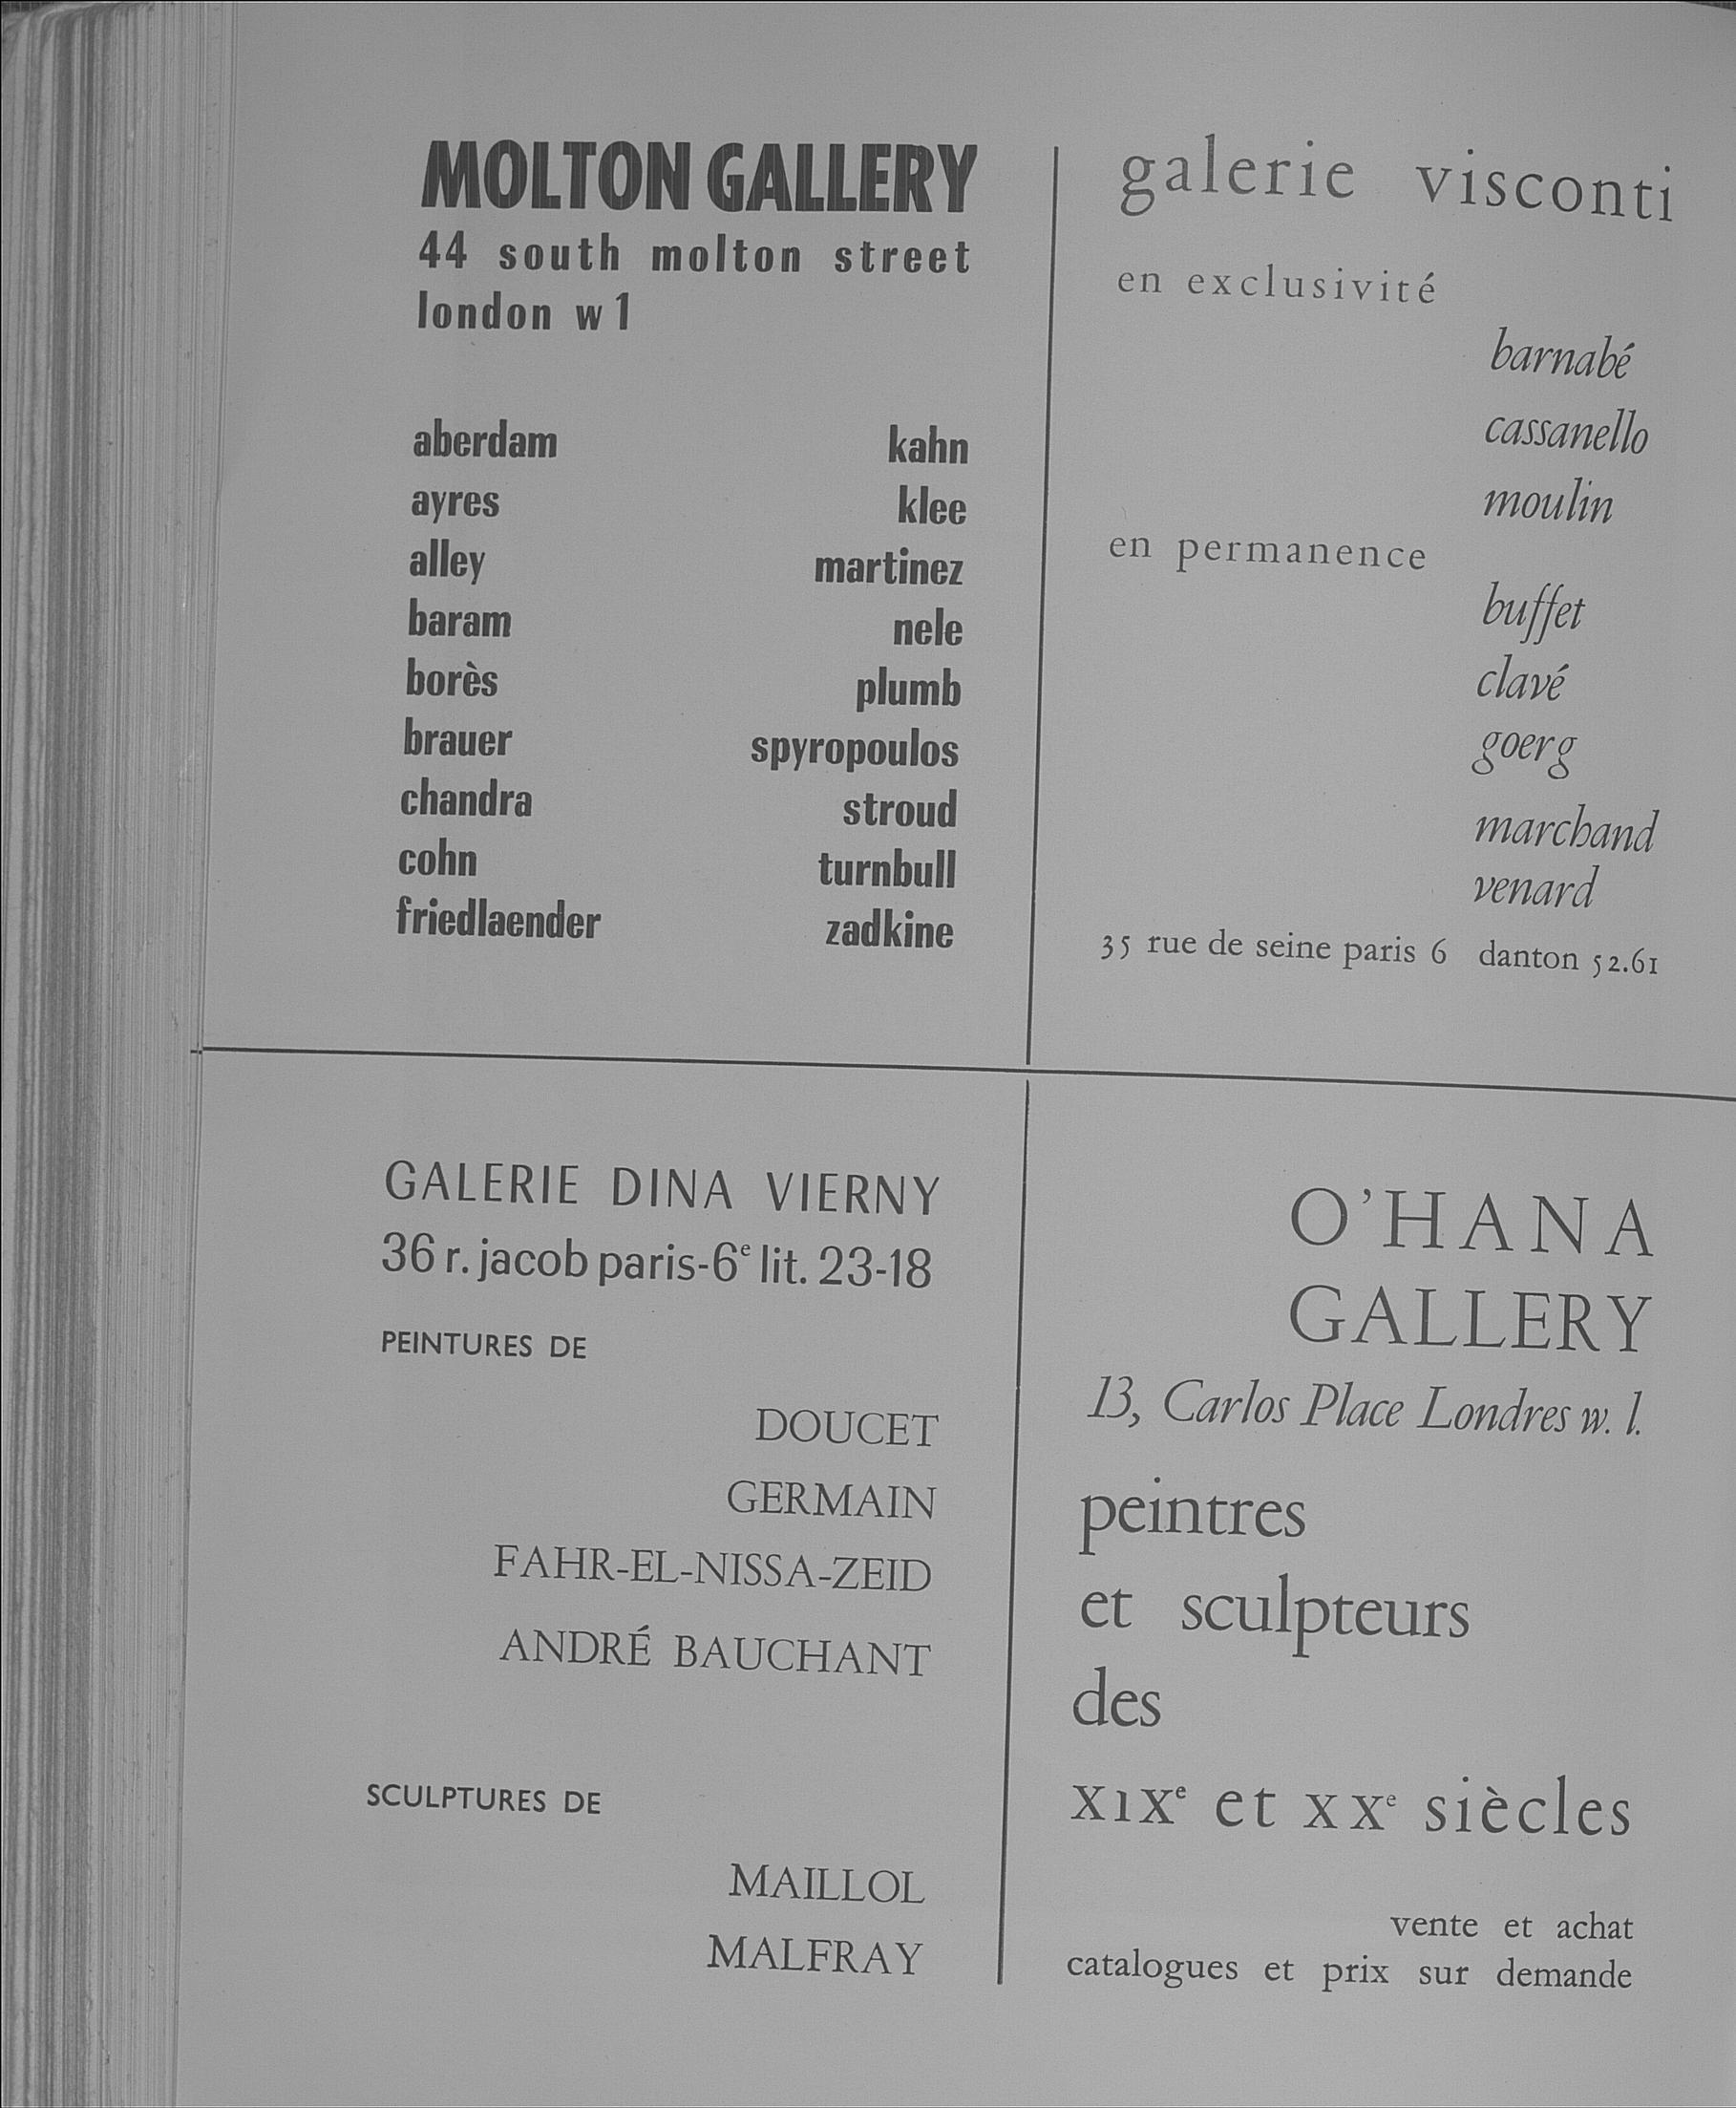 MOLTON GALLERY
44 south molton street
london w 1
aberdam
ayres
alley
baram
borès
brauer
chandra
cohn
friedlaender
kahn
klee
martinez
nele
plumb
spyropoulos
stroud
turnbull
zadkine
galerie visconti
en exclusivité
barnabé
cassanello
moulin
en permanence
buffet
clavé
goerg
marchand
venard
35 rue de seine paris 6 danton 52.61
GALERIE DINA VIERNY
36 r. jacob paris-6e lit. 23-18
PEINTURES DE
DOUCET
GERMAIN
FAHR-EL-NISSA-ZEID
ANDRÉ BAUCHANT
SCULPTURES DE
MAILLOL
MALFRAY
O'HANA
GALLERY
13, Carlos Place Londres w. 1.
peintres
et sculpteurs
des
XIXe et XXe siècles
vente et achat
catalogues et prix sur demande